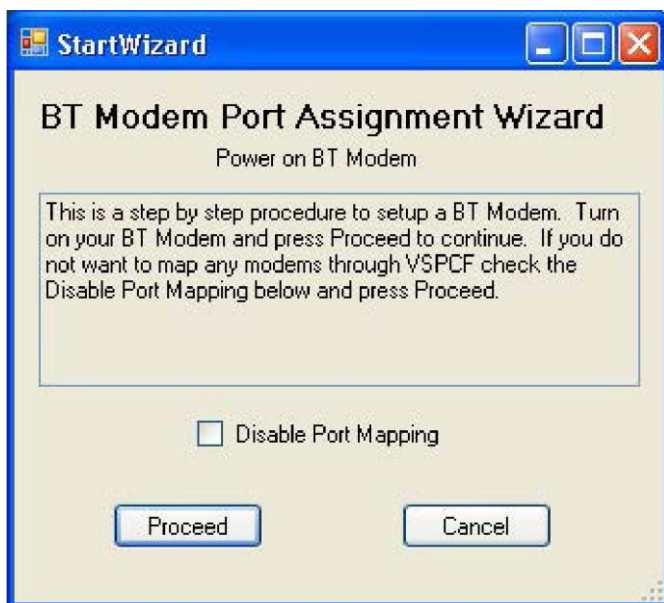 StartWizard
BT Modem Port Assignment Wizard
Power on BT Modem
This is a step by step procedure to setup a BT Modem.  Turn
on your BT Modem and press Proceed to continue.  If you do
not want to map any modems through VSPCF check the
Disable Port Mapping below and press Proceed.
Disable Port Mapping
Proceed
Cancel